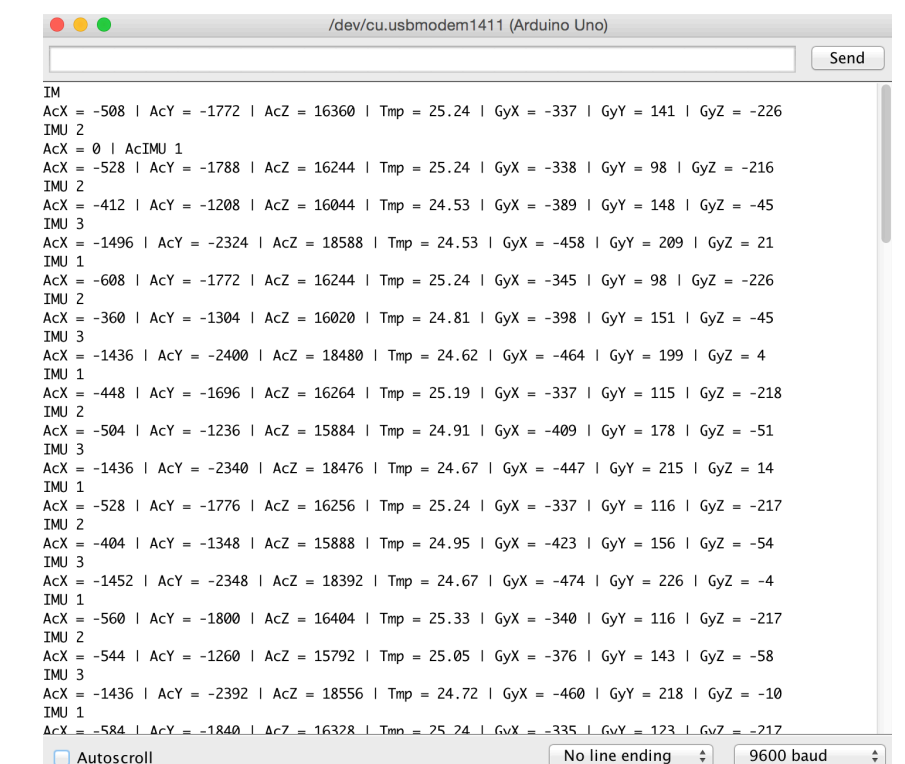 /dev/cu.usbmodem1411 (Arduino Uno)
Send
IM
AcX = -508 | AcY = -1772 | AcZ = 16360 | Tmp = 25.24 | GyX = -337 | GyY = 141 | GyZ = -226
IMU 2
AcX = 0 | AcIMU 1
AcX = -528 | AcY = -1788 | AcZ = 16244 | Tmp = 25.24 | GyX = -338 | GyY = 98 | GyZ = -216
IMU 2
AcX = -412 | AcY = -1208 | AcZ = 16044 | Tmp = 24.53 | GyX = -389 | GyY = 148 | GyZ = -45
IMU 3
AcX = -1496 | AcY = -2324 | AcZ = 18588 | Tmp = 24.53 | GyX = -458 | GyY = 209 | GyZ = 21
IMU 1
AcX = -608 | AcY = -1772 | AcZ = 16244 | Tmp = 25.24 | GyX = -345 | GyY = 98 | GyZ = -226
IMU 2
AcX = -360 | AcY = -1304 | AcZ = 16020 | Tmp = 24.81 | GyX = -398 | GyY = 151 | GyZ = -45
IMU 3
AcX = -1436 | AcY = -2400 | AcZ = 18480 | Tmp = 24.62 | GyX = -464 | GyY = 199 | GyZ = 4
IMU 1
AcX = -448 | AcY = -1696 | AcZ = 16264 | Tmp = 25.19 | GyX = -337 | GyY = 115 | GyZ = -218
IMU 2
AcX = -504 | AcY = -1236 | AcZ = 15884 | Tmp = 24.91 | GyX = -409 | GyY = 178 | GyZ = -51
IMU 3
AcX = -1436 | AcY = -2340 | AcZ = 18476 | Tmp = 24.67 | GyX = -447 | GyY = 215 | GyZ = 14
IMU 1
AcX = -528 | AcY = -1776 | AcZ = 16256 | Tmp = 25.24 | GyX = -337 | GyY = 116 | GyZ = -217
IMU 2
AcX = -404 | AcY = -1348 | AcZ = 15888 | Tmp = 24.95 | GyX = -423 | GyY = 156 | GyZ = -54
IMU 3
AcX = -1452 | AcY = -2348 | AcZ = 18392 | Tmp = 24.67 | GyX = -474 | GyY = 226 | GyZ = -4
IMU 1
AcX = -560 | AcY = -1800 | AcZ = 16404 | Tmp = 25.33 | GyX = -340 | GyY = 116 | GyZ = -217
IMU 2
AcX = -544 | AcY = -1260 | AcZ = 15792 | Tmp = 25.05 | GyX = -376 | GyY = 143 | GyZ = -58
IMU 3
AcX = -1436 | AcY = -2392 | AcZ = 18556 | Tmp = 24.72 | GyX = -460 | GyY = 218 | GyZ = -10
IMU 1
AcX = -584 | AcY = -1840 | AcZ = 16328 | Tmp = 25.24 | GyX = -335 | GyY = 123 | GyZ = -217
Autoscroll
No line ending
9600 baud